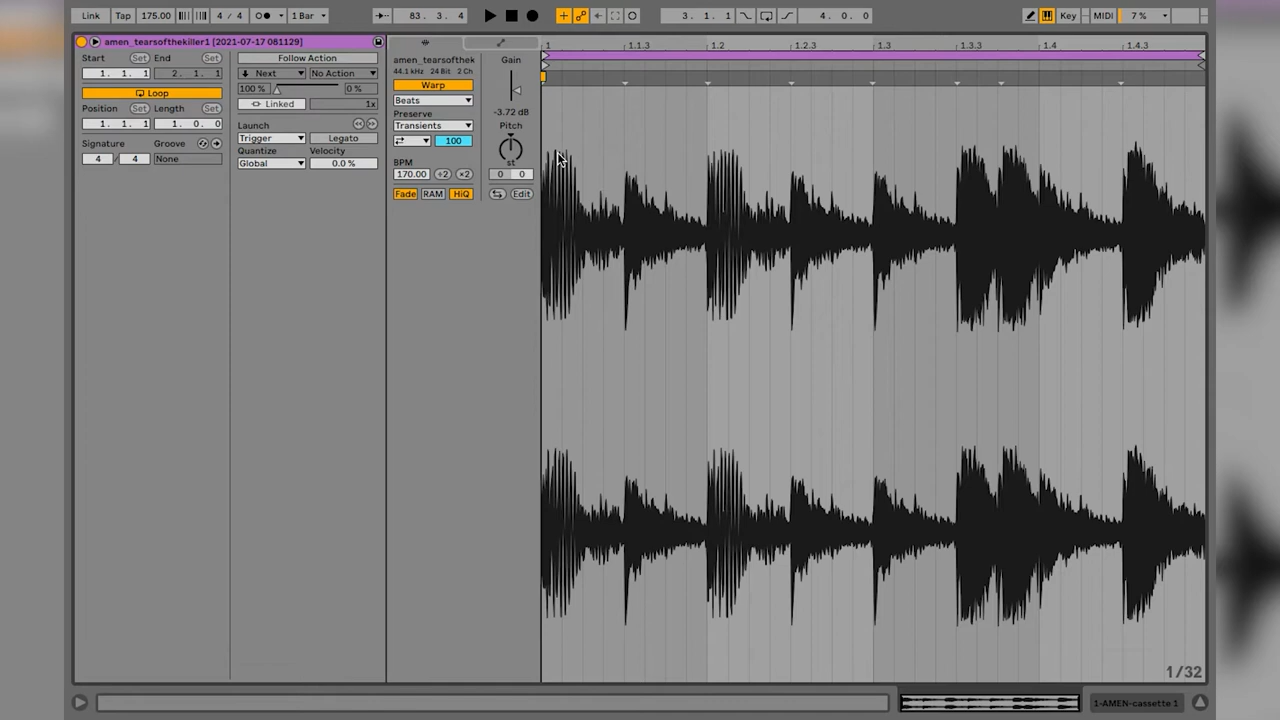 Link Tap 175.00 4 / 4 1 Bar 83. 3. 4 3. 1. 1 4. 0. 0 Key MIDI 7 %
amen_tearsofthekiller1 [2021-07-17 081129]
Start Set End Set
1. 1. 1 2. 1. 1
Loop
Position Set Length Set
1. 1. 1 1. 0. 0
Signature Groove
4 / 4 None
Follow Action
Next No Action
100 % 0 %
Linked 1x
Launch
Trigger Legato
Quantize Velocity
Global 0.0 %
amen_tearsofthek
44.1 kHz 24 Bit 2 Ch
Warp
Beats
Preserve
Transients
100
BPM
170.00 ÷2 ×2
Fade RAM HiQ
Gain
-3.72 dB
Pitch
st
0 0
Edit
1 1.1.3 1.2 1.2.3 1.3 1.3.3 1.4 1.4.3
1/32
1-AMEN-cassette 1